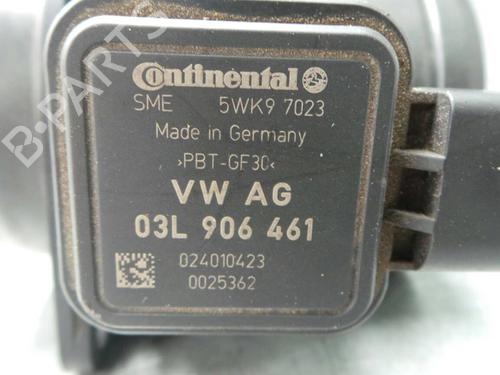 B-PARTS
Continental
SME 5WK9 7023
Made in Germany
>PBT-GF30<
VW AG
03L 906 461
024010423
0025362